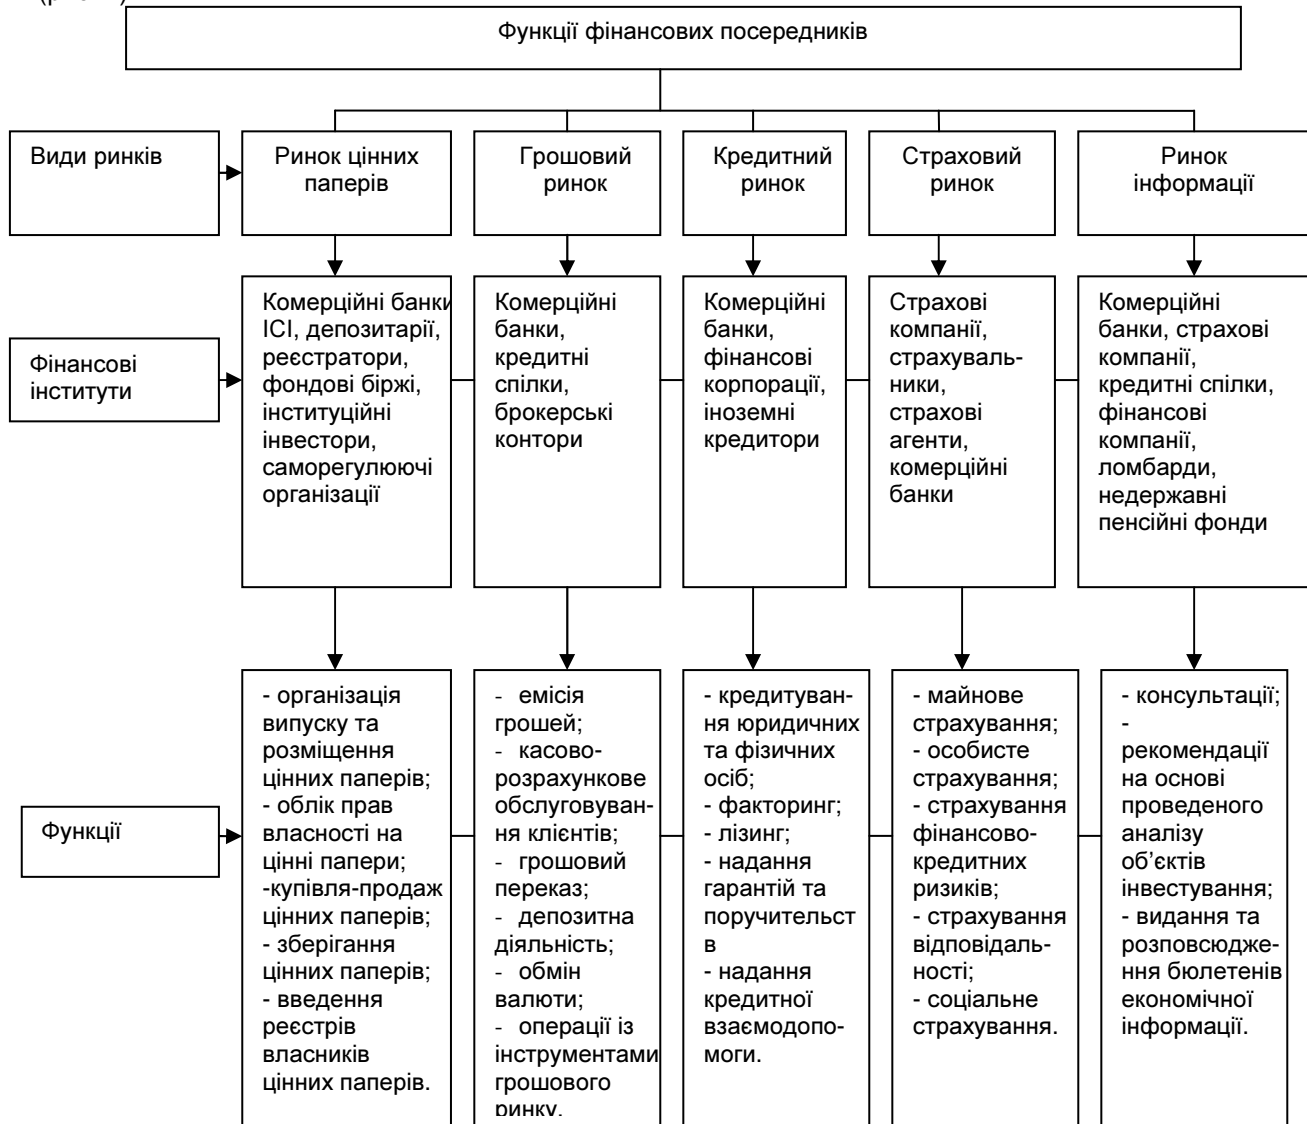 Функції фінансових посередників
Види ринків
Ринок цінних
паперів
Грошовий
ринок
Кредитний
ринок
Страховий
ринок
Ринок
інформації
Фінансові
інститути
Комерційні банки
ІСІ, депозитарії,
реєстратори,
фондові біржі,
інституційні
інвестори,
саморегулюючі
організації
Комерційні
банки,
кредитні
спілки,
брокерські
контори
Комерційні
банки,
фінансові
корпорації,
іноземні
кредитори
Страхові
компанії,
страхуваль-
ники,
страхові
агенти,
комерційні
банки
Комерційні
банки, страхові
компанії,
кредитні спілки,
фінансові
компанії,
ломбарди,
недержавні
пенсійні фонди
Функції
- організація
випуску та
розміщення
цінних паперів;
- облік прав
власності на
цінні папери;
-купівля-продаж
цінних паперів;
- зберігання
цінних паперів;
- введення
реєстрів
власників
цінних паперів.
- емісія
грошей;
- касово-
розрахункове
обслуговуван-
ня клієнтів;
- грошовий
переказ;
- депозитна
діяльність;
- обмін
валюти;
- операції із
інструментами
грошового
ринку.
- кредитуван-
ня юридичних
та фізичних
осіб;
- факторинг;
- лізинг;
- надання
гарантій та
поручительст
в
- надання
кредитної
взаємодопо-
моги.
- майнове
страхування;
- особисте
страхування;
- страхування
фінансово-
кредитних
ризиків;
- страхування
відповідаль-
ності;
- соціальне
страхування.
- консультації;
-
рекомендації
на основі
проведеного
аналізу
об’єктів
інвестування;
- видання та
розповсюдже-
ення бюлетенів
економічної
інформації.